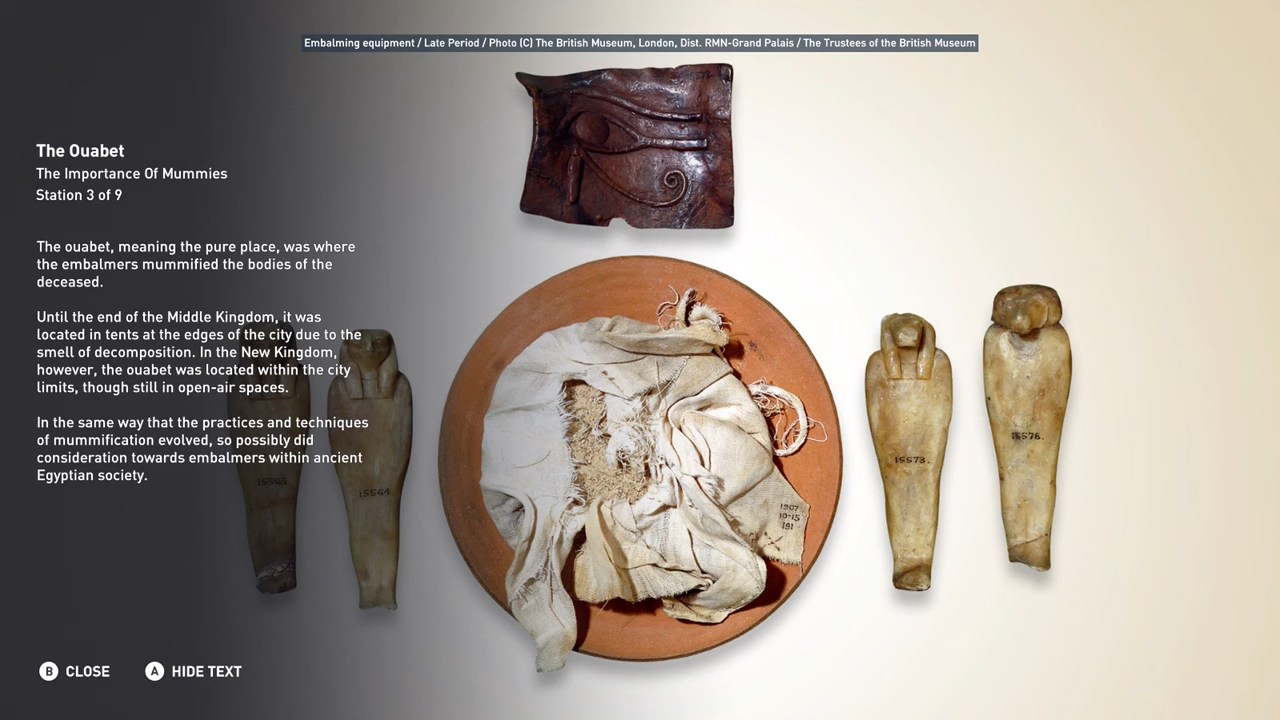 Embalming equipment / Late Period / Photo (C) The British Museum, London, Dist. RMN-Grand Palais / The Trustees of the British Museum
The Ouabet
The Importance Of Mummies
Station 3 of 9
The ouabet, meaning the pure place, was where
the embalmers mummified the bodies of the
deceased.
Until the end of the Middle Kingdom, it was
located in tents at the edges of the city due to the
smell of decomposition. In the New Kingdom,
however, the ouabet was located within the city
limits, though still in open-air spaces.
In the same way that the practices and techniques
of mummification evolved, so possibly did
consideration towards embalmers within ancient
Egyptian society.
15564.
15573.
15576.
1907
10-15
191
B CLOSE
A HIDE TEXT